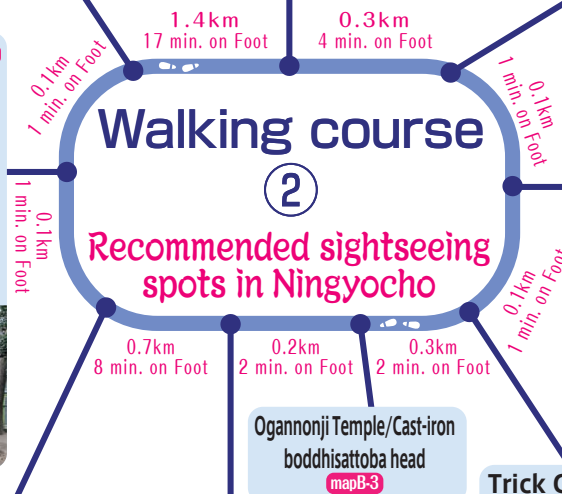 1.4km
17 min. on Foot
0.3km
4 min. on Foot
0.1km
1 min. on Foot
0.1km
1 min. on Foot
Walking course
②
Recommended sightseeing
spots in Ningyocho
0.1km
1 min. on Foot
0.1km
1 min. on Foot
0.7km
8 min. on Foot
0.2km
2 min. on Foot
0.3km
2 min. on Foot
Ogannonji Temple/Cast-iron
boddhisattoba head
mapB-3
Trick